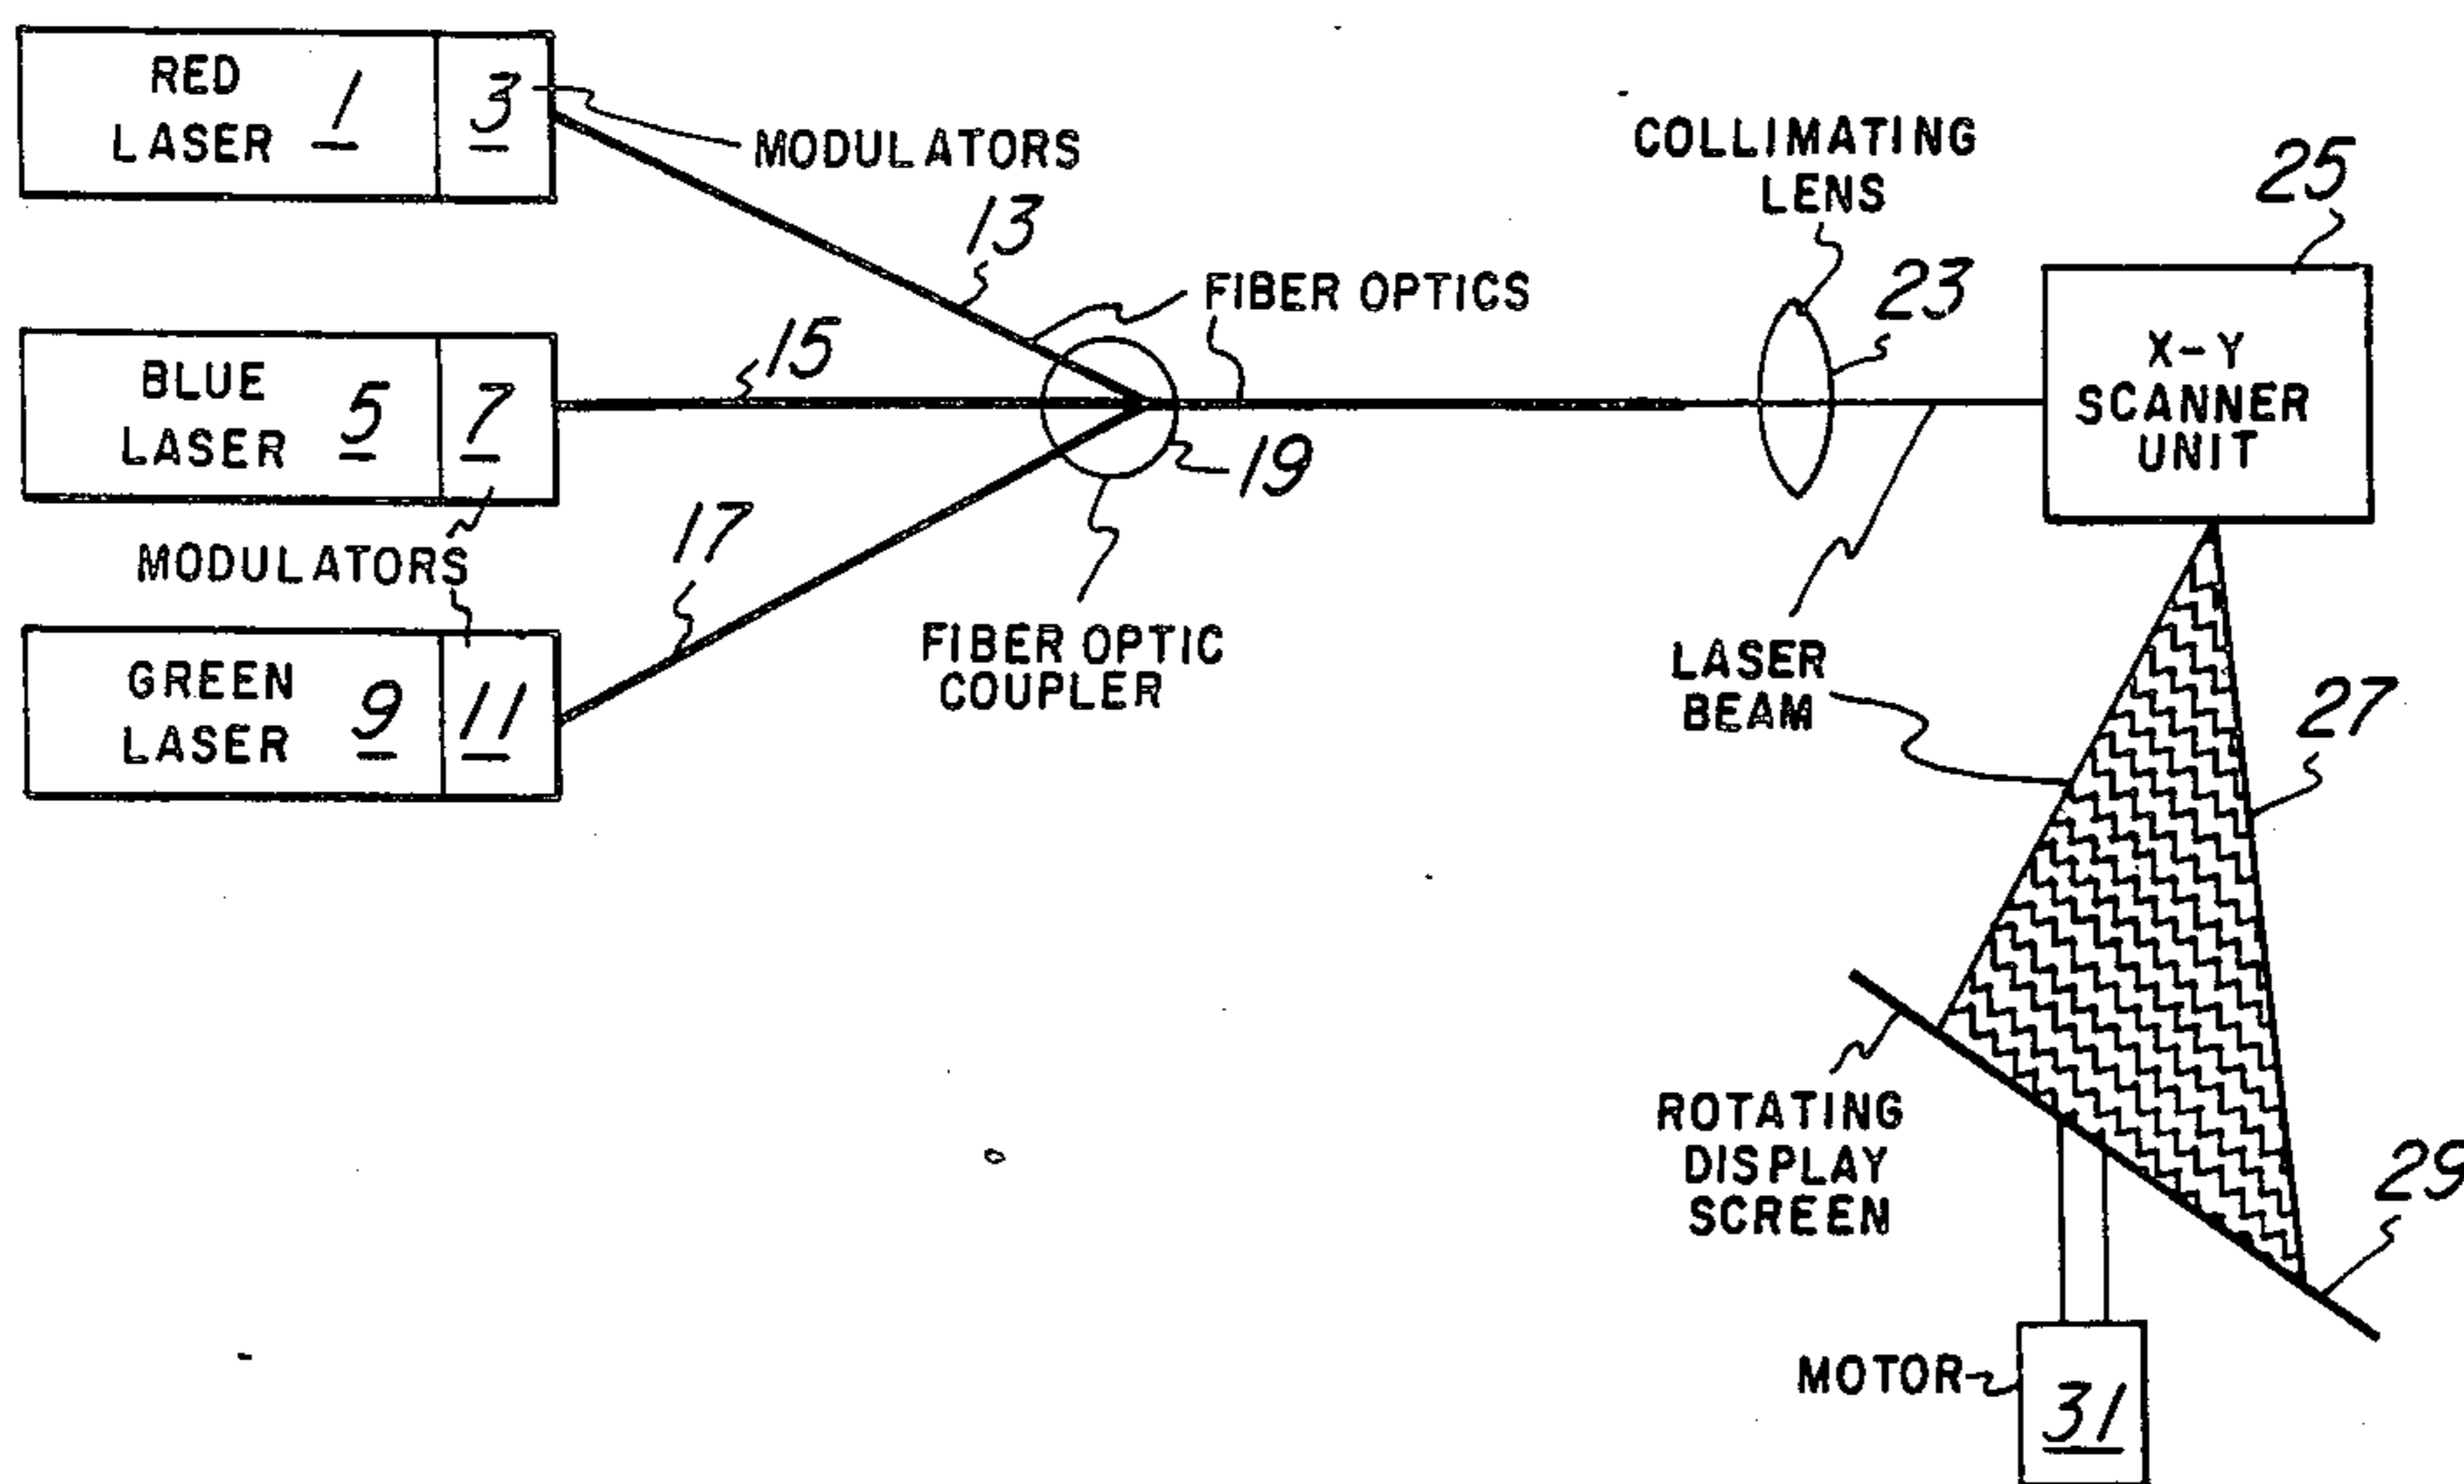 RED
LASER 1
3
MODULATORS
13
BLUE
LASER 5
7
15
MODULATORS
GREEN
LASER 9
11
17
FIBER OPTICS
19
FIBER OPTIC
COUPLER
COLLIMATING
LENS
23
25
X-Y
SCANNER
UNIT
LASER
BEAM
27
ROTATING
DISPLAY
SCREEN
29
MOTOR
31